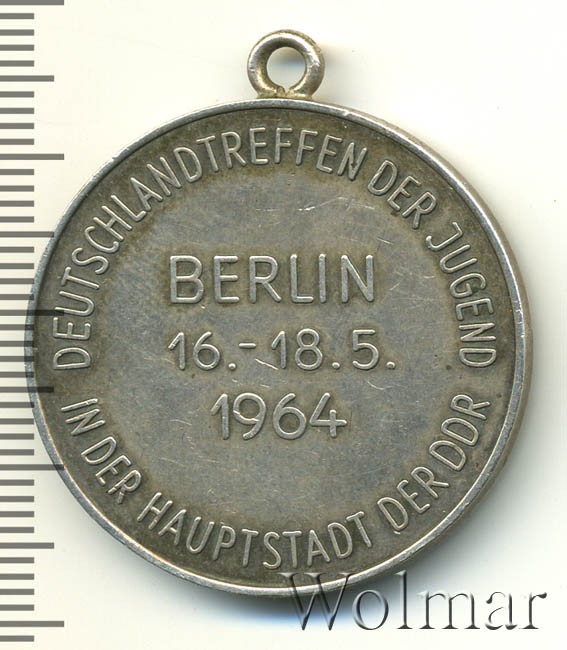 DEUTSCHLANDTREFFEN DER JUGEND
BERLIN
16.-18.5.
1964
IN DER HAUPTSTADT DER DDR
Wolmar